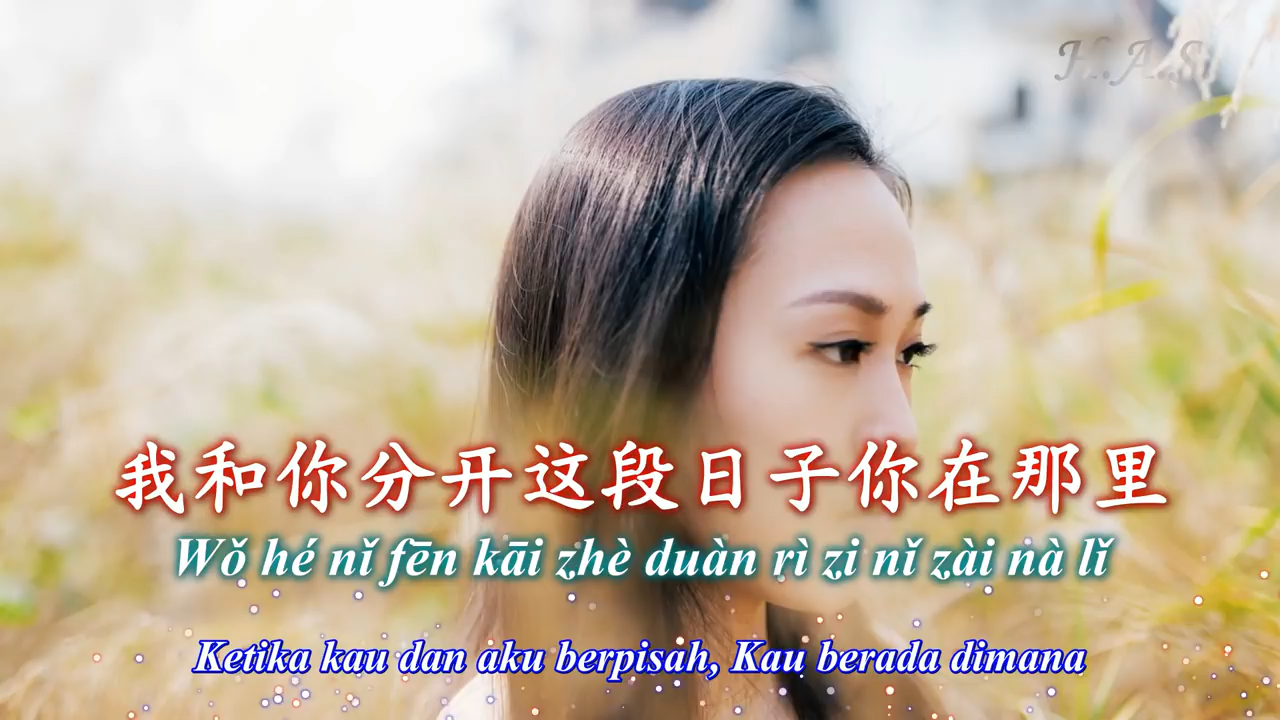 H.A.S
我和你分开这段日子你在那里
Wǒ hé nǐ fēn kāi zhè duàn rì zi nǐ zài nà lǐ
Ketika kau dan aku berpisah, Kau berada dimana